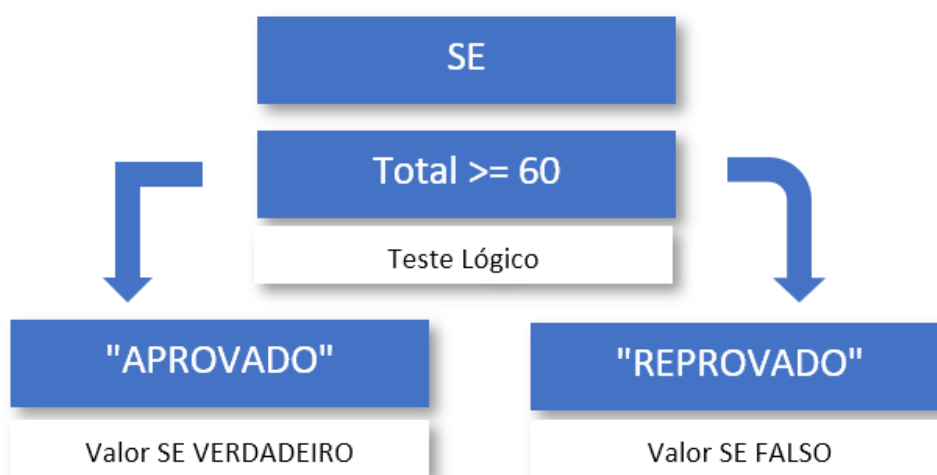 SE
Total >= 60
Teste Lógico
"APROVADO"
Valor SE VERDADEIRO
"REPROVADO"
Valor SE FALSO